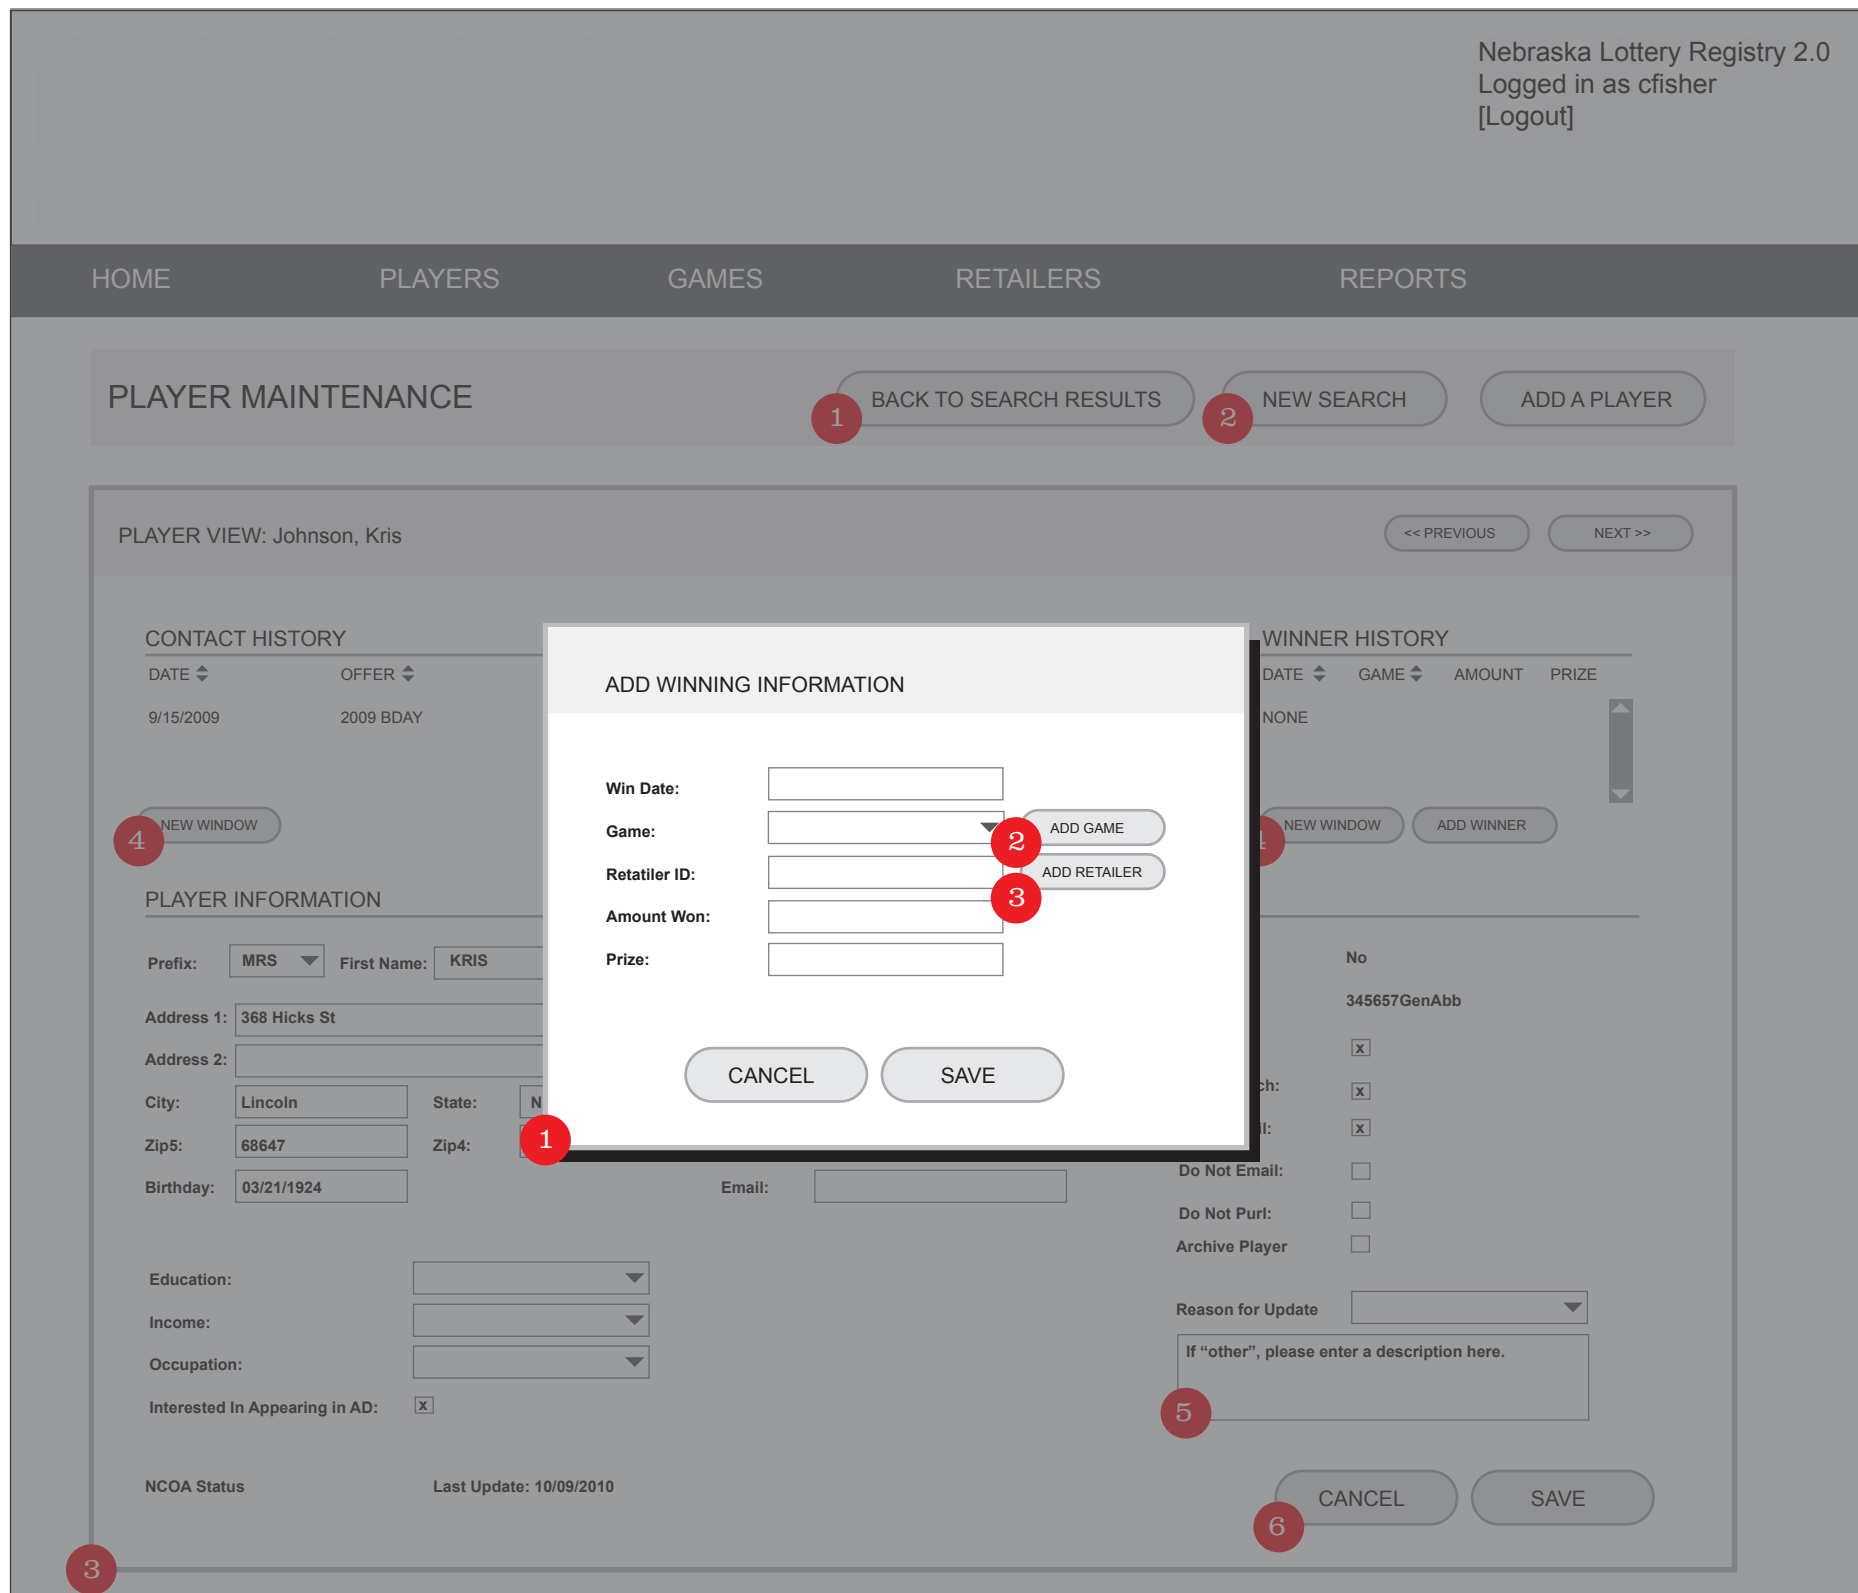 Nebraska Lottery Registry 2.0
Logged in as cfisher
[Logout]
HOME PLAYERS GAMES RETAILERS REPORTS
PLAYER MAINTENANCE
1 BACK TO SEARCH RESULTS
2 NEW SEARCH
ADD A PLAYER
PLAYER VIEW: Johnson, Kris
<< PREVIOUS
NEXT >>
CONTACT HISTORY
DATE OFFER
9/15/2009 2009 BDAY
4 NEW WINDOW
WINNER HISTORY
DATE GAME AMOUNT PRIZE
NONE
NEW WINDOW
ADD WINNER
ADD WINNING INFORMATION
Win Date:
Game:
2 ADD GAME
Retatiler ID:
3 ADD RETAILER
Amount Won:
Prize:
CANCEL
SAVE
1
PLAYER INFORMATION
Prefix: MRS First Name: KRIS
Address 1: 368 Hicks St
Address 2:
City: Lincoln State: N
Zip5: 68647 Zip4:
Birthday: 03/21/1924 Email:
No
345657GenAbb
x
ch: x
il: x
Do Not Email:
Do Not Purl:
Archive Player
Education:
Income:
Occupation:
Interested In Appearing in AD: x
Reason for Update
If “other”, please enter a description here.
5
NCOA Status Last Update: 10/09/2010
6 CANCEL
SAVE
3